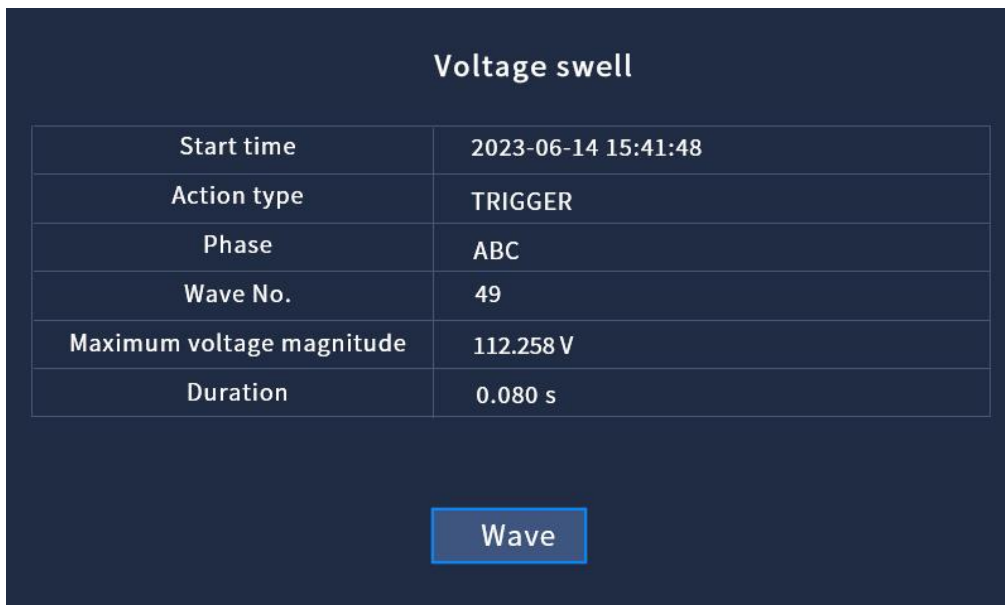 Voltage swell
Start time 2023-06-14 15:41:48
Action type TRIGGER
Phase ABC
Wave No. 49
Maximum voltage magnitude 112.258 V
Duration 0.080 s
Wave